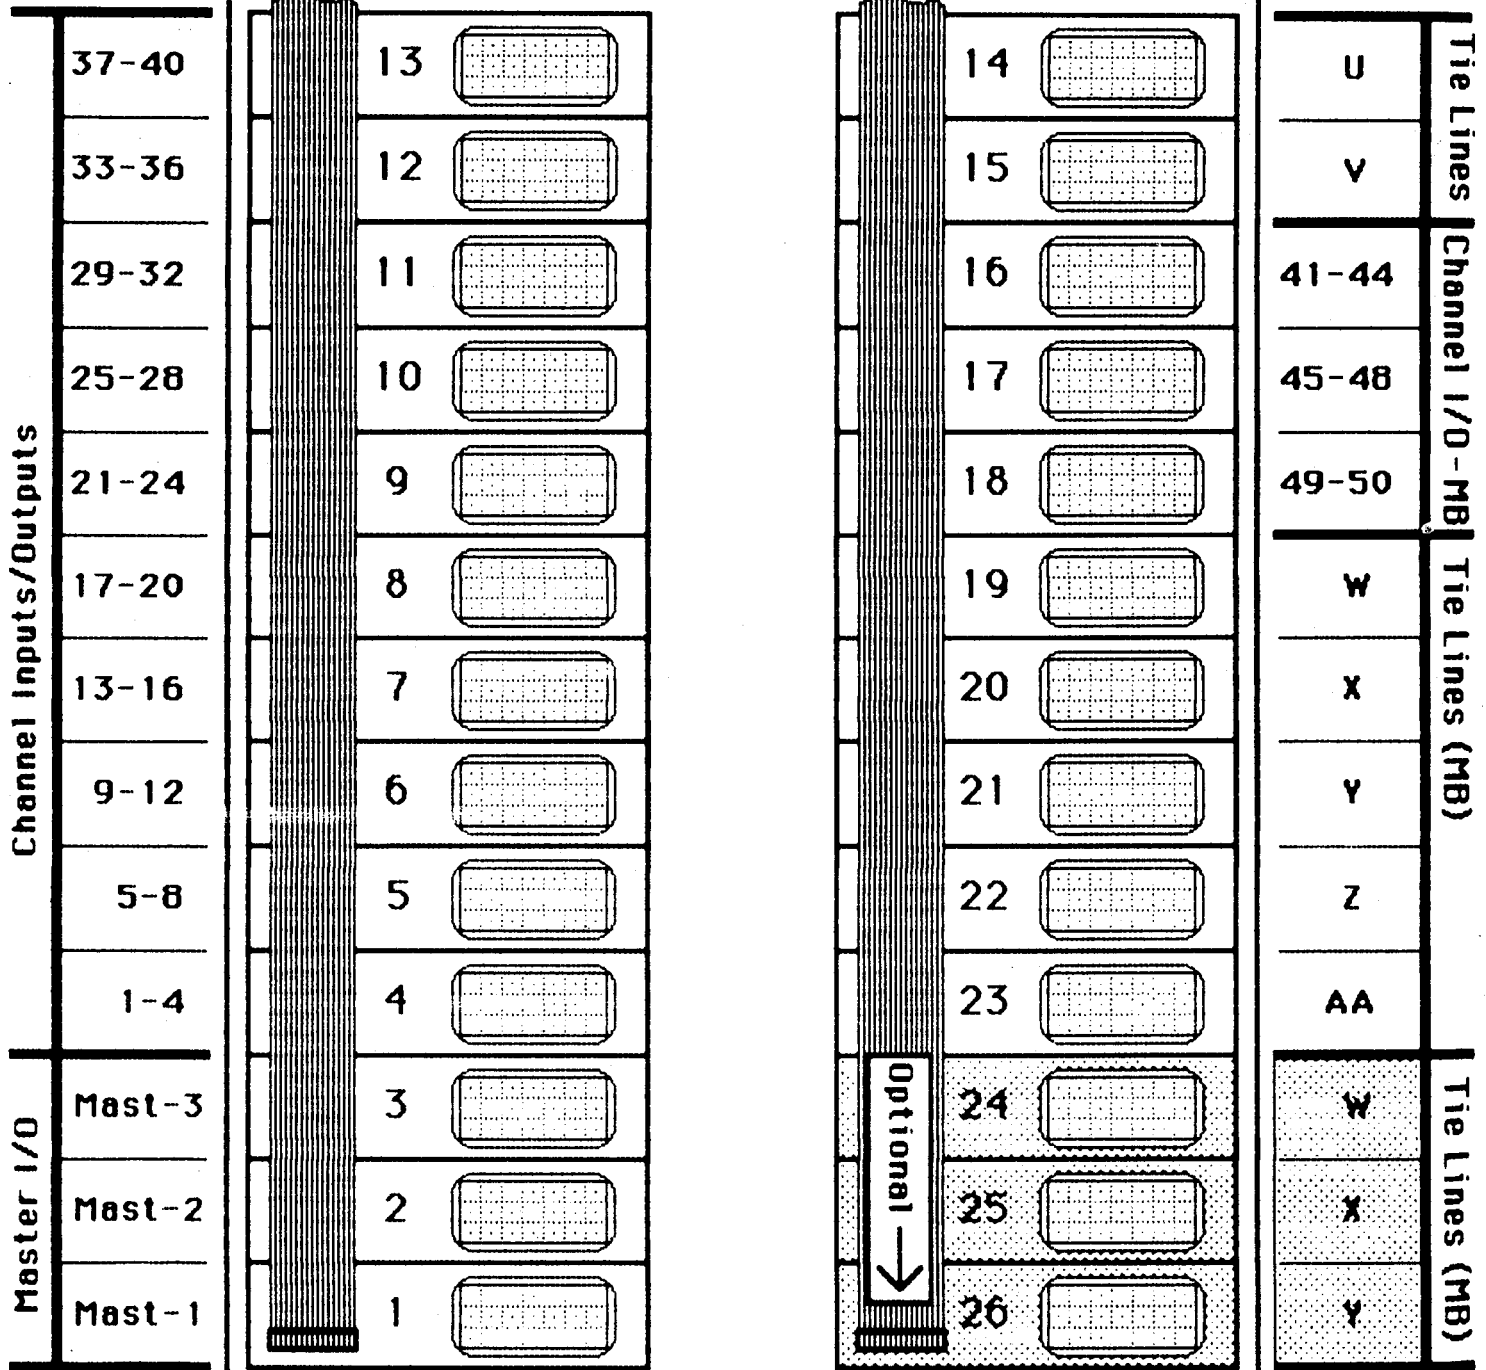 37-40 13 14 U
33-36 12 15 V
29-32 11 16 41-44
25-28 10 17 45-48
21-24 9 18 49-50
17-20 8 19 W
13-16 7 20 X
9-12 6 21 Y
5-8 5 22 Z
1-4 4 23 AA
Mast-3 3 24 W
Mast-2 2 25 X
Mast-1 1 26 Y
Channel Inputs/Outputs
Master I/O
Optional
Tie Lines
Channel I/O-MB
Tie Lines (MB)
Tie Lines (MB)